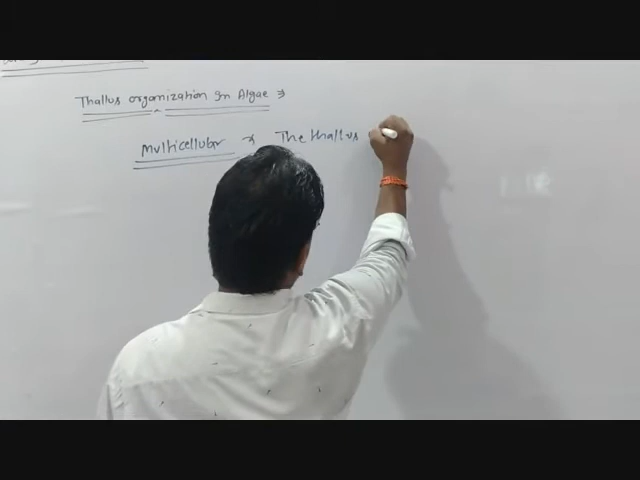 Thallus organization In Algae ⇒
Multicellular The thallus